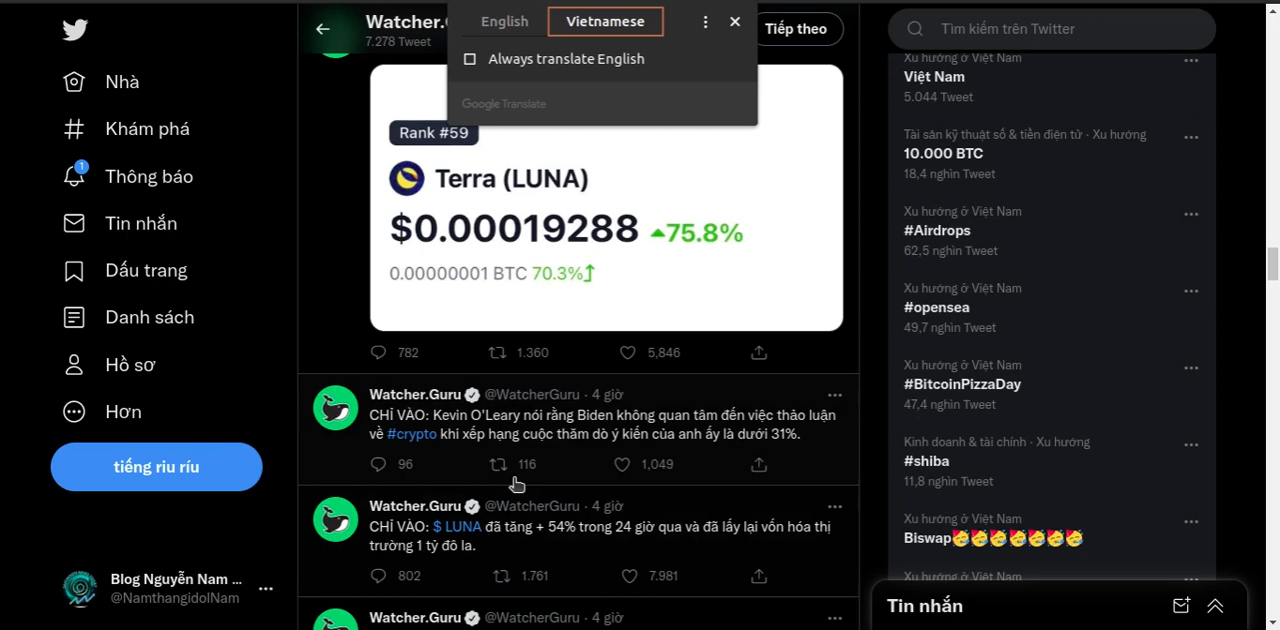 Nhà
Khám phá
1
Thông báo
Tin nhắn
Dấu trang
Danh sách
Hồ sơ
Hơn
tiếng ríu ríu
Blog Nguyễn Nam ...
@NamthangidolNam
Watcher.
7.278 Tweet
English
Vietnamese
Always translate English
Google Translate
Tiếp theo
Rank #59
Terra (LUNA)
$0.00019288 75.8%
0.00000001 BTC 70.3%
782 1.360 5,846
Watcher.Guru @WatcherGuru · 4 giờ
CHỈ VÀO: Kevin O'Leary nói rằng Biden không quan tâm đến việc thảo luận
về #crypto khi xếp hạng cuộc thăm dò ý kiến của anh ấy là dưới 31%.
96 116 1,049
Watcher.Guru @WatcherGuru · 4 giờ
CHỈ VÀO: $ LUNA đã tăng + 54% trong 24 giờ qua và đã lấy lại vốn hóa thị
trường 1 tỷ đô la.
802 1.761 7.981
Watcher.Guru @WatcherGuru · 4 giờ
Tìm kiếm trên Twitter
Xu hướng ở Việt Nam
Việt Nam
5.044 Tweet
Tài sản kỹ thuật số & tiền điện tử · Xu hướng
10.000 BTC
18,4 nghìn Tweet
Xu hướng ở Việt Nam
#Airdrops
62,5 nghìn Tweet
Xu hướng ở Việt Nam
#opensea
49,7 nghìn Tweet
Xu hướng ở Việt Nam
#BitcoinPizzaDay
47,4 nghìn Tweet
Kinh doanh & tài chính · Xu hướng
#shiba
11,8 nghìn Tweet
Xu hướng ở Việt Nam
Biswap🥳🥳🥳🥳🥳🥳🥳
Xu hướng ở Việt Nam
Tin nhắn